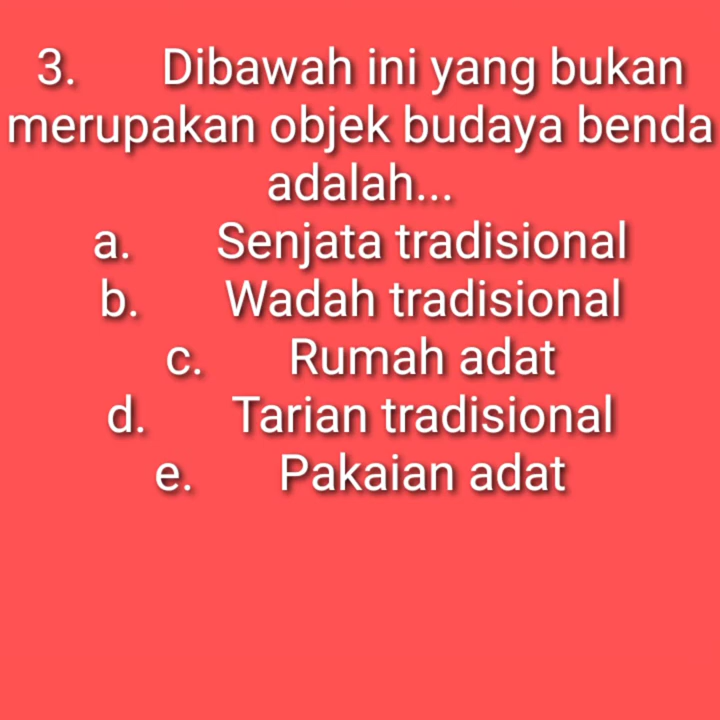 3. Dibawah ini yang bukan
merupakan objek budaya benda
adalah...
a. Senjata tradisional
b. Wadah tradisional
c. Rumah adat
d. Tarian tradisional
e. Pakaian adat